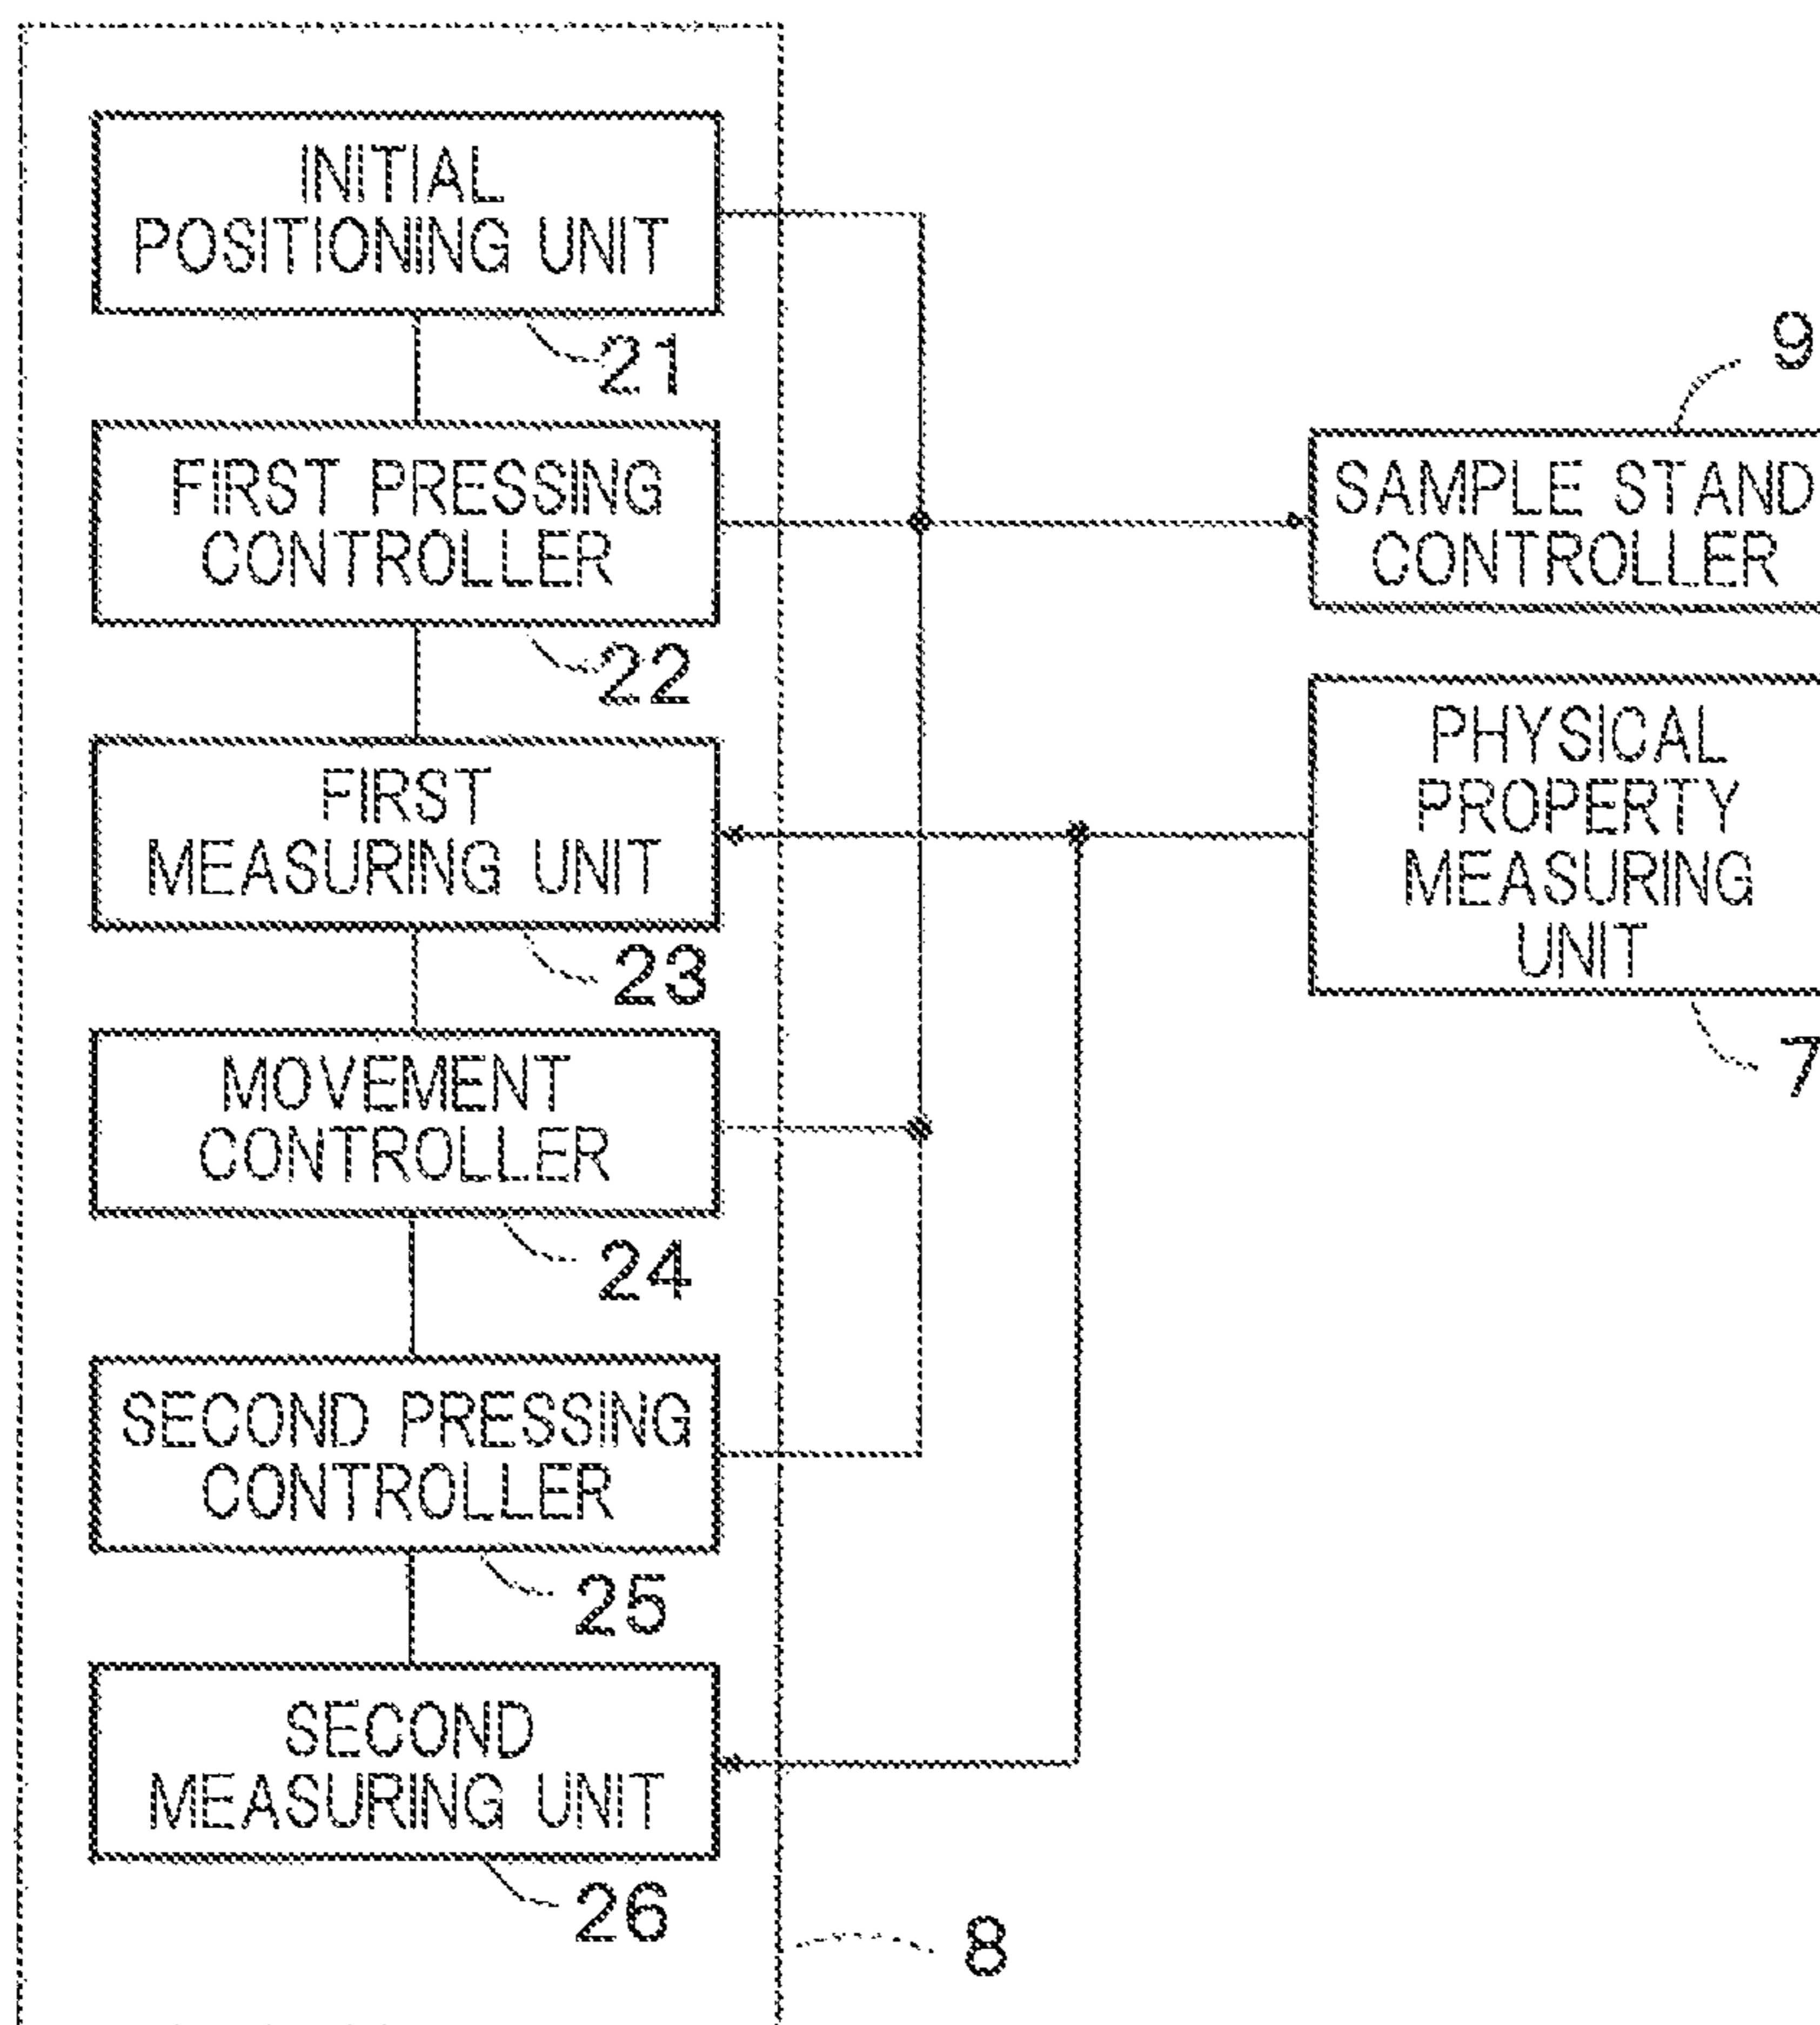 INITIAL
POSITIONING UNIT
21
FIRST PRESSING
CONTROLLER
22
FIRST
MEASURING UNIT
23
MOVEMENT
CONTROLLER
24
SECOND PRESSING
CONTROLLER
25
SECOND
MEASURING UNIT
26
8
9
SAMPLE STAND
CONTROLLER
PHYSICAL
PROPERTY
MEASURING
UNIT
7